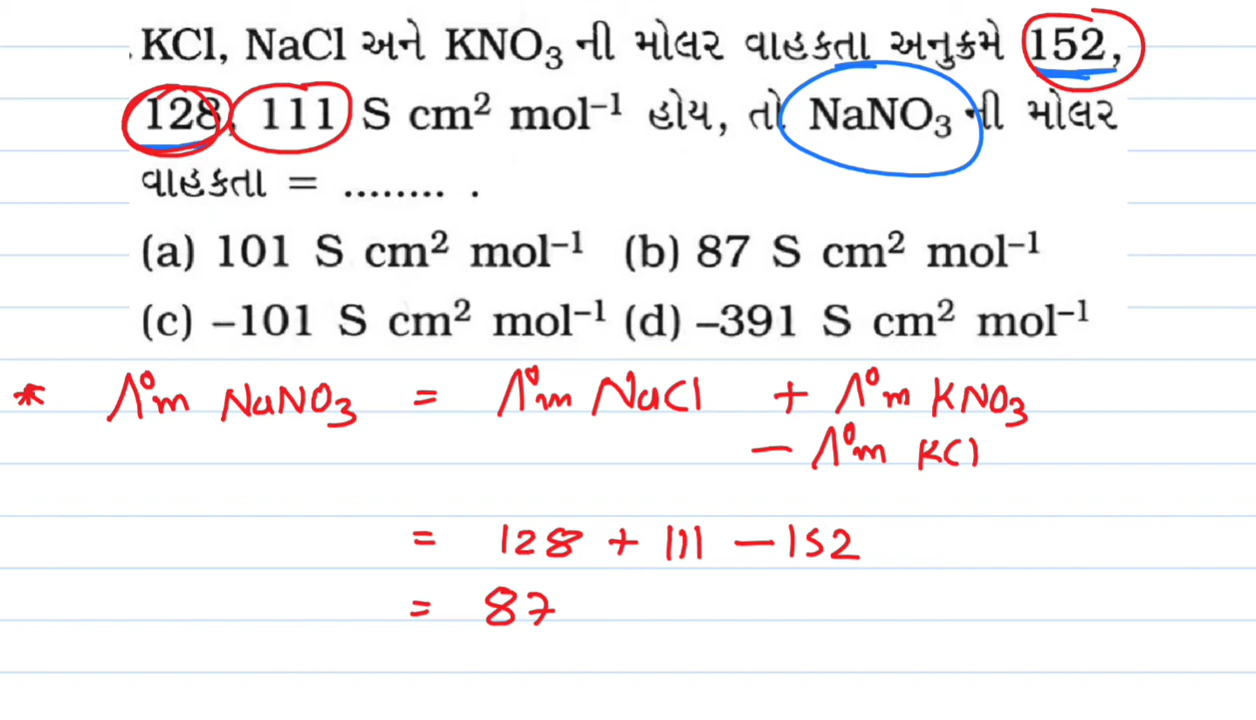 . KCl, NaCl અને KNO₃ ની મોલર વાહકતા અનુક્રમે 152,
128, 111 S cm² mol⁻¹ હોય, તો NaNO₃ ની મોલર
વાહકતા = ........ .
(a) 101 S cm² mol⁻¹ (b) 87 S cm² mol⁻¹
(c) –101 S cm² mol⁻¹ (d) –391 S cm² mol⁻¹
* Λ°m NaNO₃ = Λ°m NaCl + Λ°m KNO₃
– Λ°m KCl
= 128 + 111 – 152
= 87